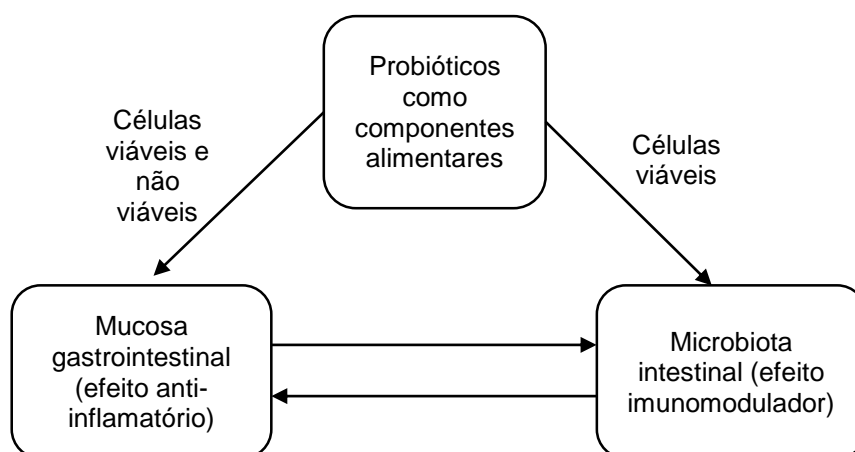 Probióticos
como
componentes
alimentares
Células
viáveis e
não
viáveis
Células
viáveis
Mucosa
gastrointestinal
(efeito anti-
inflamatório)
Microbiota
intestinal (efeito
imunomodulador)